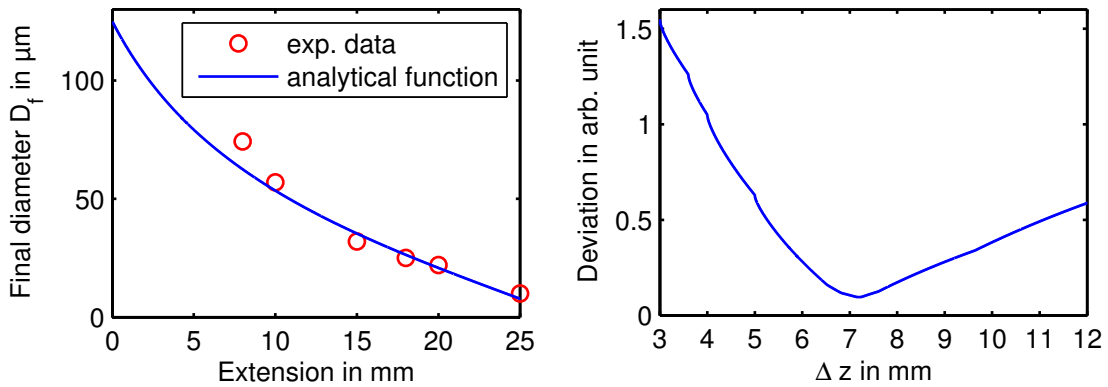 Final diameter D_f in µm
100
50
0
exp. data
analytical function
0 5 10 15 20 25
Extension in mm
Deviation in arb. unit
1.5
1
0.5
0
3 4 5 6 7 8 9 10 11 12
Δ z in mm